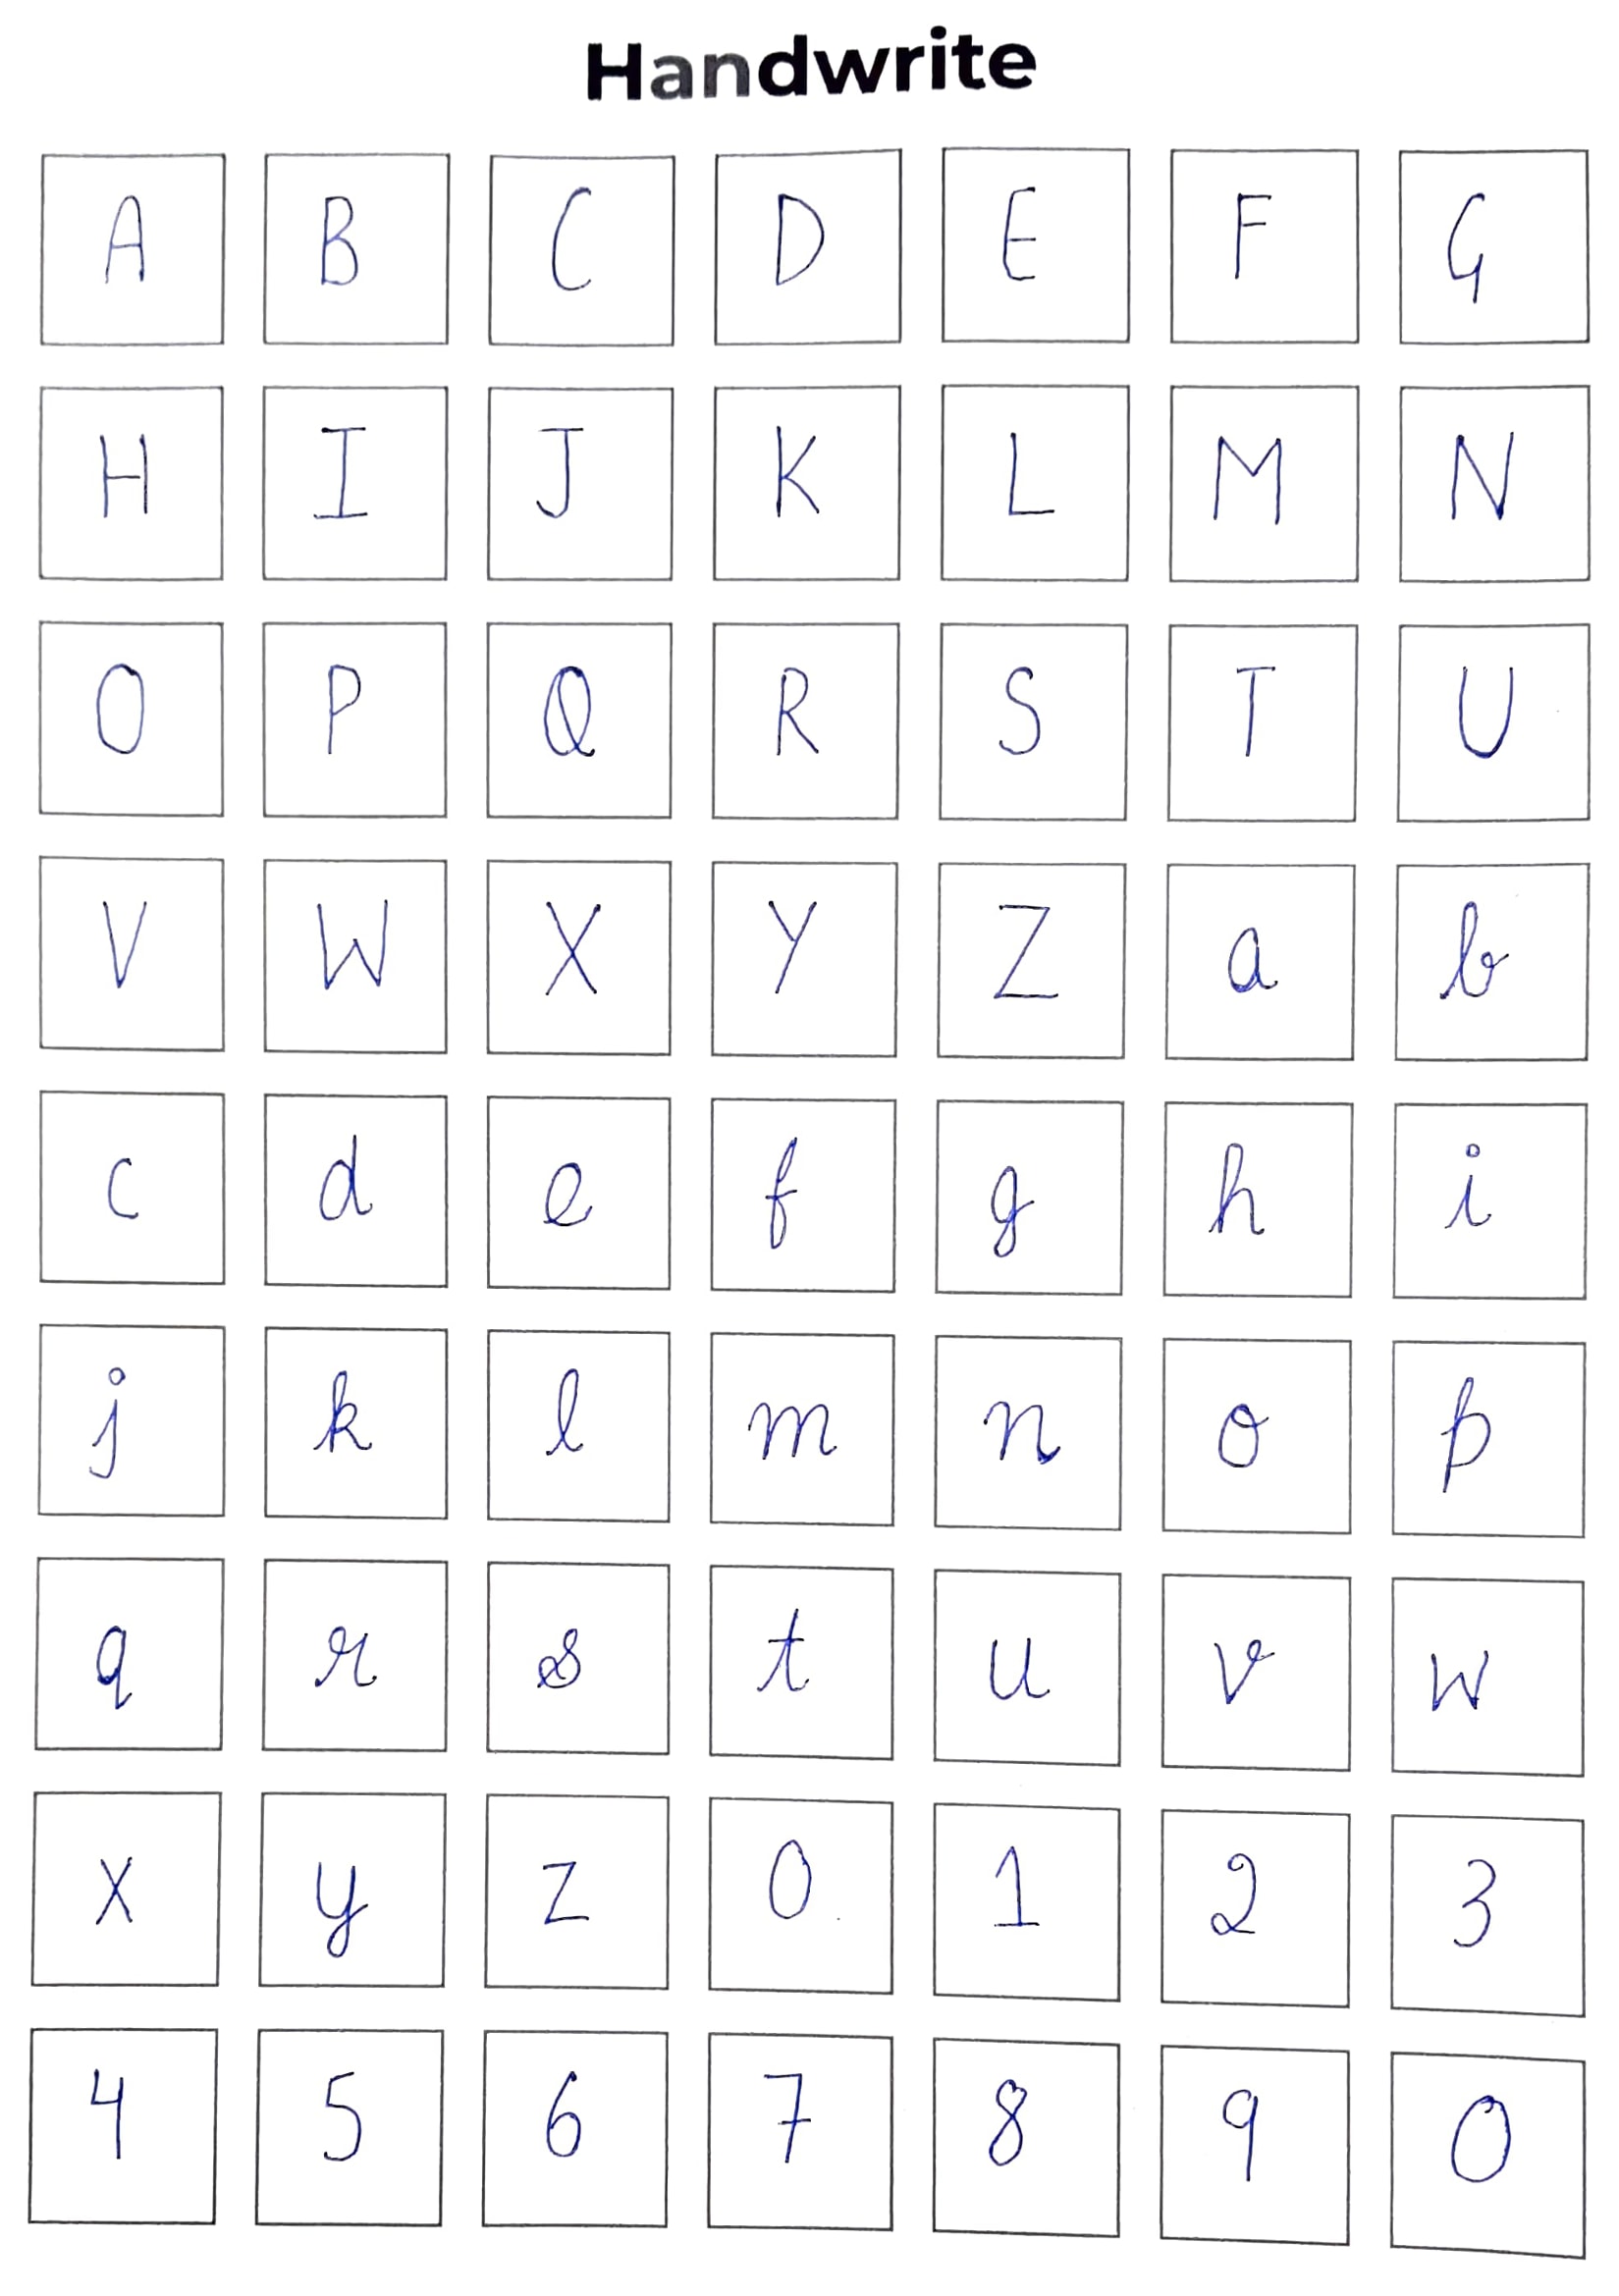 Handwrite
A B C D E F G
H I J K L M N
O P Q R S T U
V W X Y Z a b
c d e f g h i
j k l m n o p
q r s t u v w
x y z 0 1 2 3
4 5 6 7 8 9 0